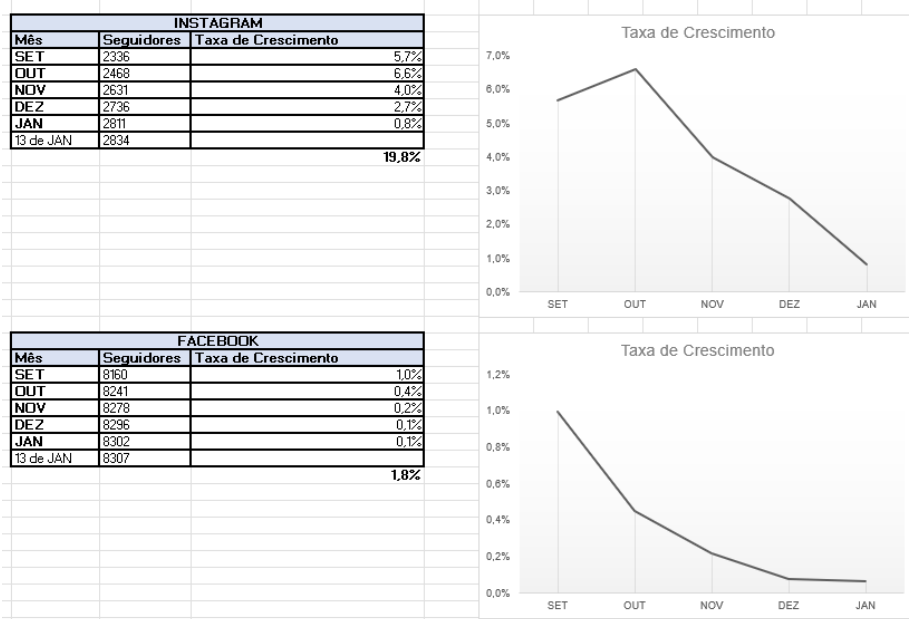 INSTAGRAM
Mês Seguidores Taxa de Crescimento
SET 2336 5,7%
OUT 2468 6,6%
NOV 2631 4,0%
DEZ 2736 2,7%
JAN 2811 0,8%
13 de JAN 2834
19,8%
Taxa de Crescimento
7,0%
6,0%
5,0%
4,0%
3,0%
2,0%
1,0%
0,0%
SET OUT NOV DEZ JAN
FACEBOOK
Mês Seguidores Taxa de Crescimento
SET 8160 1,0%
OUT 8241 0,4%
NOV 8278 0,2%
DEZ 8296 0,1%
JAN 8302 0,1%
13 de JAN 8307
1,8%
Taxa de Crescimento
1,2%
1,0%
0,8%
0,6%
0,4%
0,2%
0,0%
SET OUT NOV DEZ JAN